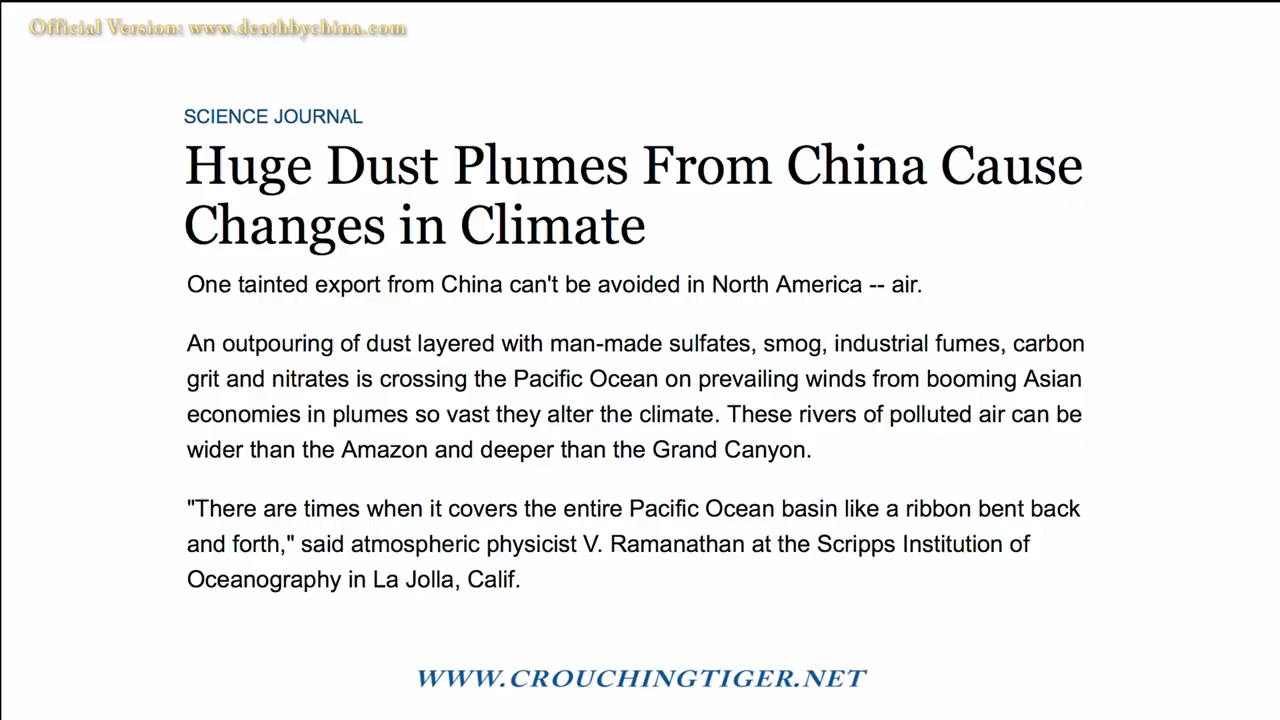 Official Version: www.deathbychina.com
SCIENCE JOURNAL
Huge Dust Plumes From China Cause
Changes in Climate
One tainted export from China can't be avoided in North America -- air.
An outpouring of dust layered with man-made sulfates, smog, industrial fumes, carbon
grit and nitrates is crossing the Pacific Ocean on prevailing winds from booming Asian
economies in plumes so vast they alter the climate. These rivers of polluted air can be
wider than the Amazon and deeper than the Grand Canyon.
"There are times when it covers the entire Pacific Ocean basin like a ribbon bent back
and forth," said atmospheric physicist V. Ramanathan at the Scripps Institution of
Oceanography in La Jolla, Calif.
WWW.CROUCHINGTIGER.NET